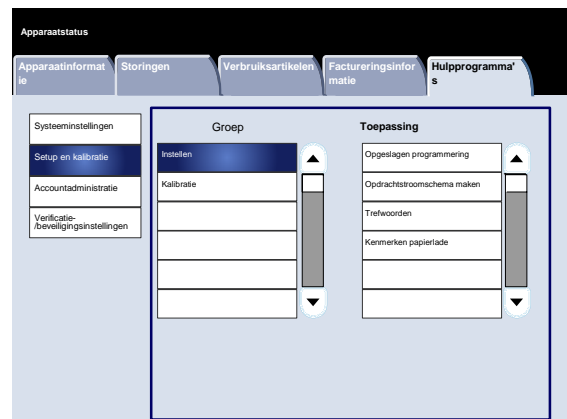 Apparaatstatus
Apparaatinformat
ie
Storingen
Verbruiksartikelen
Factureringsinfor
matie
Hulpprogramma'
s
Systeeminstellingen
Setup en kalibratie
Accountadministratie
Verificatie-
/beveiligingsinstellingen
Groep
Instellen
Kalibratie
Toepassing
Opgeslagen programmering
Opdrachtstroomschema maken
Trefwoorden
Kenmerken papierlade